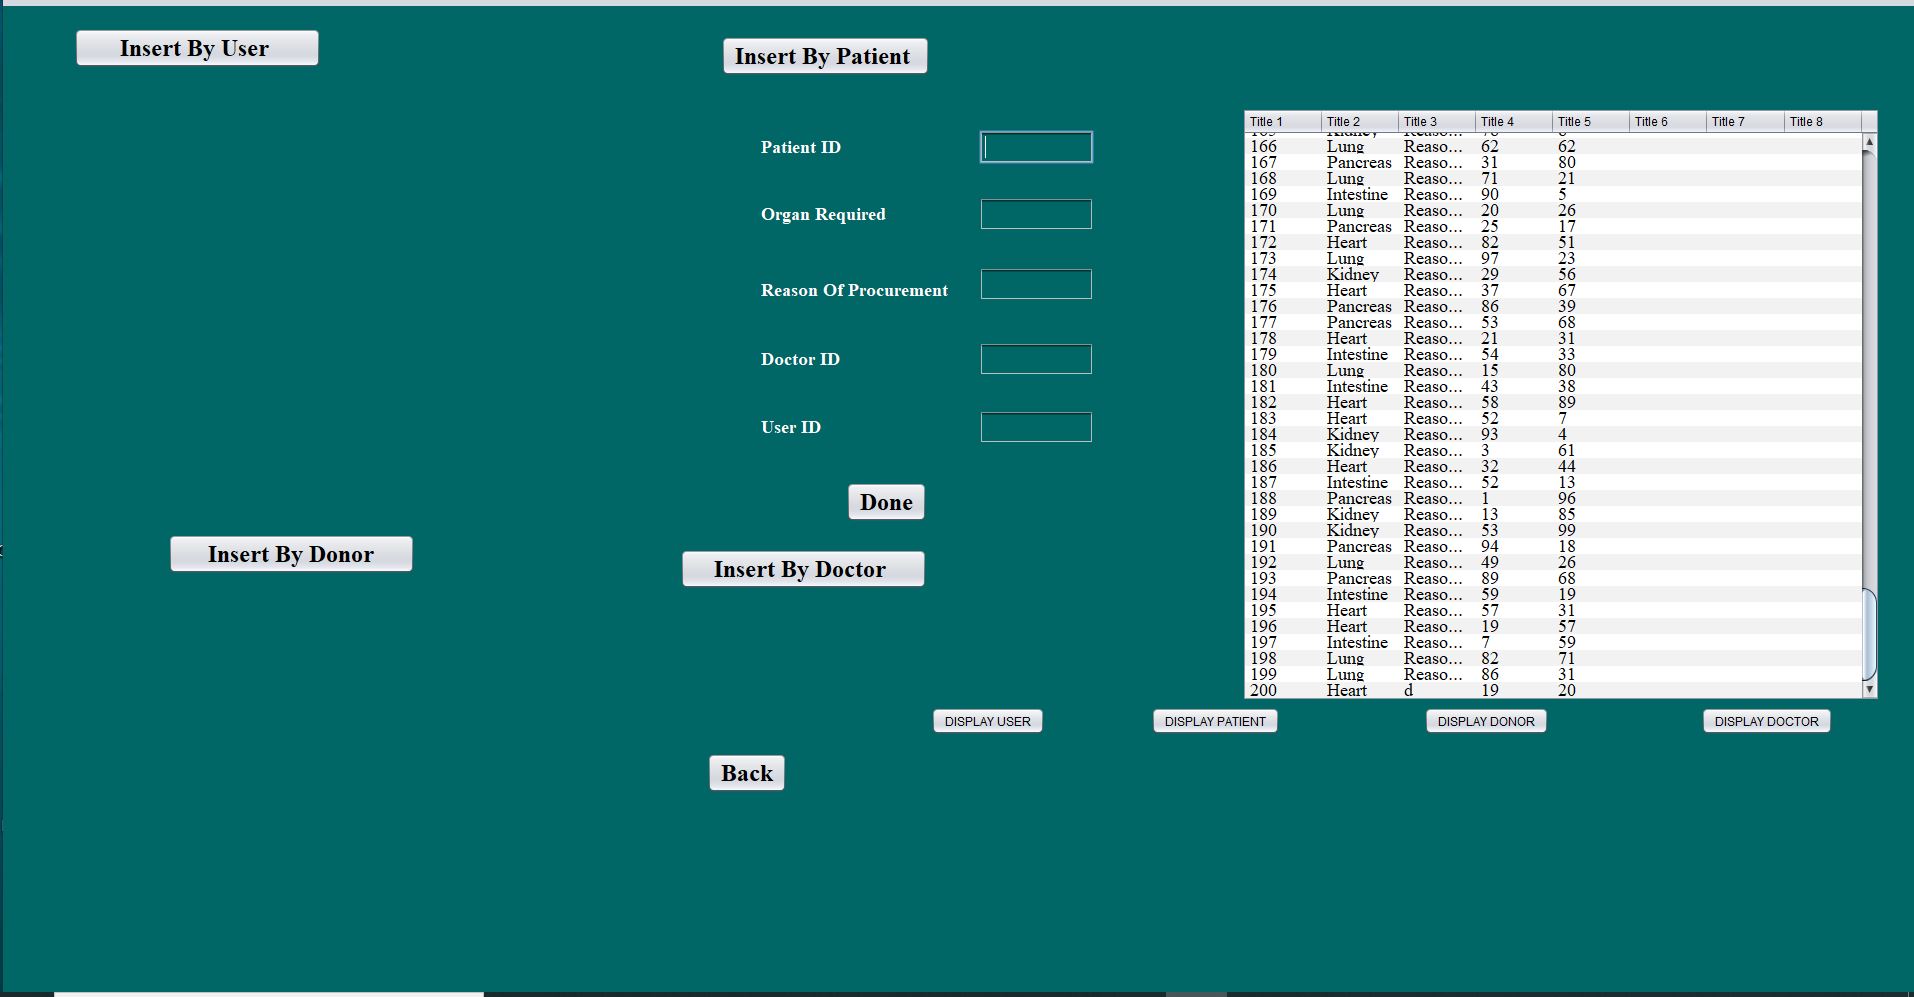 Insert By User
Insert By Patient
Patient ID
Organ Required
Reason Of Procurement
Doctor ID
User ID
Done
Insert By Donor
Insert By Doctor
Title 1 Title 2 Title 3 Title 4 Title 5 Title 6 Title 7 Title 8
166 Lung Reaso... 62 62
167 Pancreas Reaso... 31 80
168 Lung Reaso... 71 21
169 Intestine Reaso... 90 5
170 Lung Reaso... 20 26
171 Pancreas Reaso... 25 17
172 Heart Reaso... 82 51
173 Lung Reaso... 97 23
174 Kidney Reaso... 29 56
175 Heart Reaso... 37 67
176 Pancreas Reaso... 86 39
177 Pancreas Reaso... 53 68
178 Heart Reaso... 21 31
179 Intestine Reaso... 54 33
180 Lung Reaso... 15 80
181 Intestine Reaso... 43 38
182 Heart Reaso... 58 89
183 Heart Reaso... 52 7
184 Kidney Reaso... 93 4
185 Kidney Reaso... 3 61
186 Heart Reaso... 32 44
187 Intestine Reaso... 52 13
188 Pancreas Reaso... 1 96
189 Kidney Reaso... 13 85
190 Kidney Reaso... 53 99
191 Pancreas Reaso... 94 18
192 Lung Reaso... 49 26
193 Pancreas Reaso... 89 68
194 Intestine Reaso... 59 19
195 Heart Reaso... 57 31
196 Heart Reaso... 19 57
197 Intestine Reaso... 7 59
198 Lung Reaso... 82 71
199 Lung Reaso... 86 31
200 Heart d 19 20
DISPLAY USER
DISPLAY PATIENT
DISPLAY DONOR
DISPLAY DOCTOR
Back